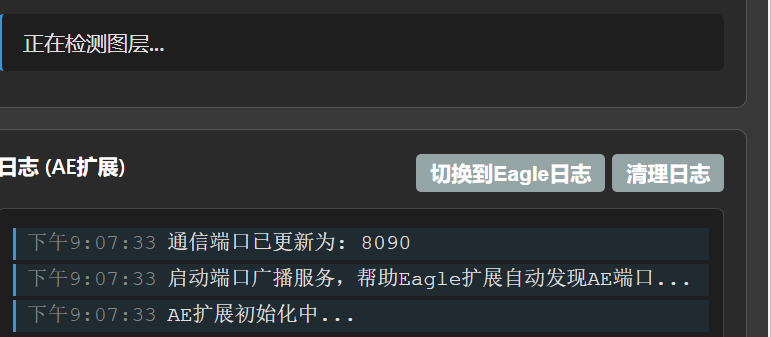 正在检测图层...
日志 (AE扩展)
切换到Eagle日志
清理日志
下午9:07:33 通信端口已更新为: 8090
下午9:07:33 启动端口广播服务，帮助Eagle扩展自动发现AE端口...
下午9:07:33 AE扩展初始化中...